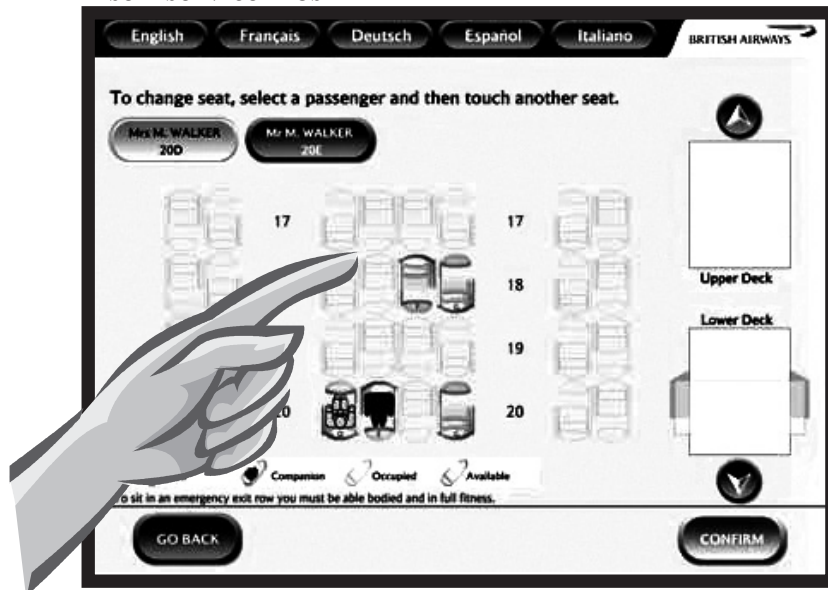 English Français Deutsch Español Italiano BRITISH AIRWAYS
To change seat, select a passenger and then touch another seat.
Mrs M. WALKER Mr M. WALKER
20D 20E
17 17
18
Upper Deck
Lower Deck
19
20
Companion Occupied Available
o sit in an emergency exit row you must be able bodied and in full fitness.
GO BACK CONFIRM